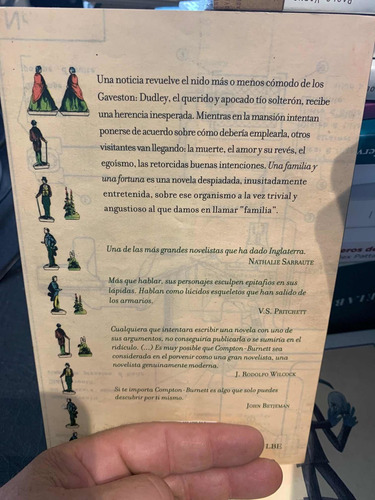 Una noticia revuelve el nido más o menos cómodo de los
Gaveston: Dudley, el querido y apocado tío solterón, recibe
una herencia inesperada. Mientras en la mansión intentan
ponerse de acuerdo sobre cómo debería emplearla, otros
visitantes van llegando: la muerte, el amor y su revés, el
egoísmo, las retorcidas buenas intenciones. Una familia y
una fortuna es una novela despiadada, inusitadamente
entretenida, sobre ese organismo a la vez trivial y
angustioso al que damos en llamar "familia".
Una de las más grandes novelistas que ha dado Inglaterra.
NATHALIE SARRAUTE
Más que hablar, sus personajes esculpen epitafios en sus
lápidas. Hablan como lúcidos esqueletos que han salido de
los armarios.
V.S. PRITCHETT
Cualquiera que intentara escribir una novela con uno de
sus argumentos, no conseguiría publicarla o se sumiría en el
ridículo. (...) Es muy posible que Compton-Burnett sea
considerada en el porvenir como una gran novelista, una
novelista genuinamente moderna.
J. RODOLFO WILCOCK
Si te importa Compton-Burnett es algo que solo puedes
descubrir por ti mismo.
JOHN BETJEMAN
LBE